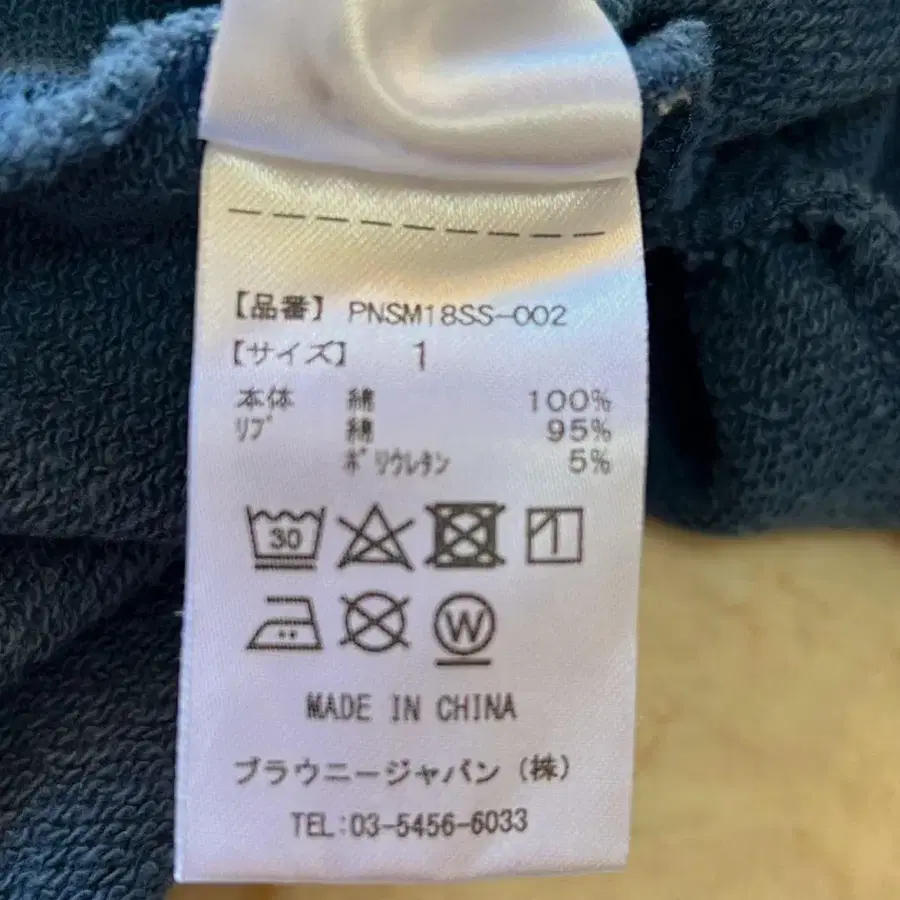 【品番】 PNSM18SS-002
【サイズ】 1
本体 綿 100%
ﾘﾌﾞ 綿 95%
ﾎﾟﾘｳﾚﾀﾝ 5%
30
W
MADE IN CHINA
ブラウニージャパン (株)
TEL:03-5456-6033